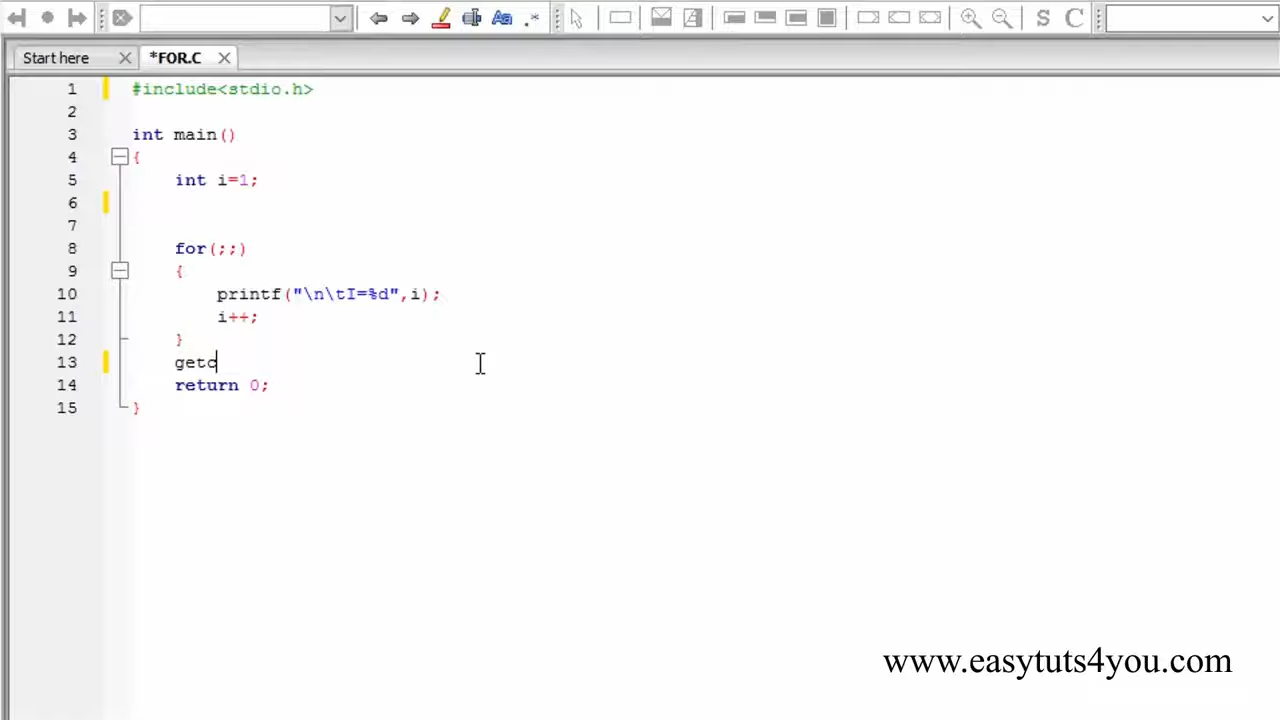 Aa .*
S C
Start here
*FOR.C
1 #include<stdio.h>
2
3 int main()
4 {
5 int i=1;
6
7
8 for(;;)
9 {
10 printf("\n\tI=%d",i);
11 i++;
12 }
13 getc
14 return 0;
15 }
www.easytuts4you.com